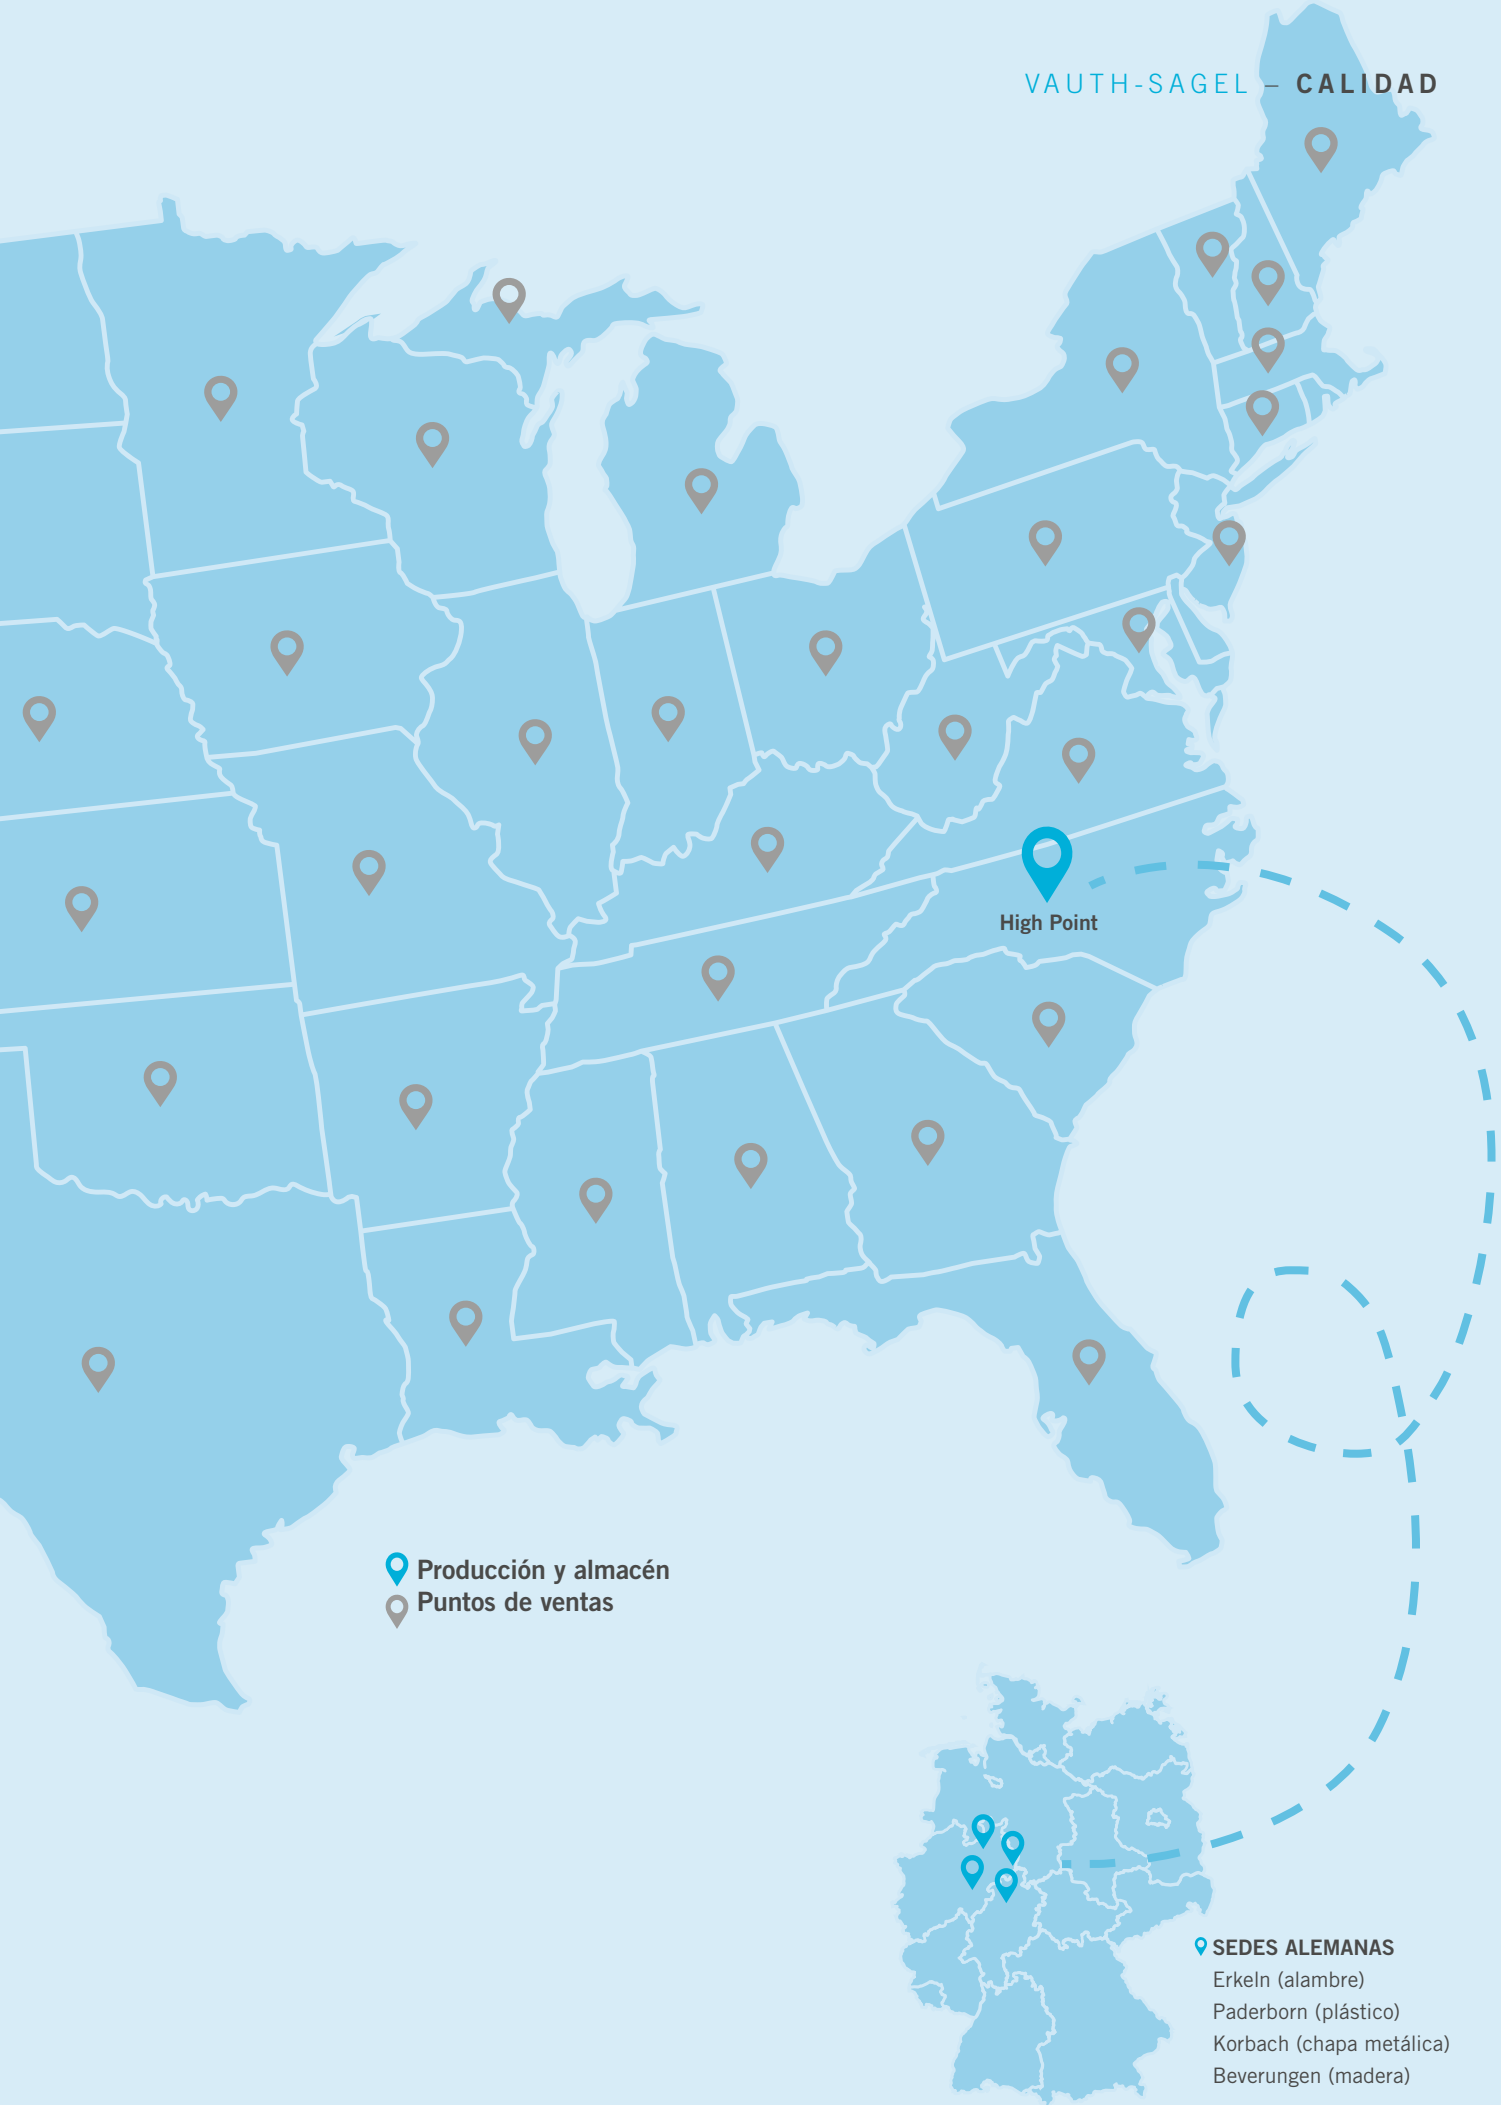 VAUTH-SAGEL – CALIDAD
High Point
Producción y almacén
Puntos de ventas
SEDES ALEMANAS
Erkeln (alambre)
Paderborn (plástico)
Korbach (chapa metálica)
Beverungen (madera)